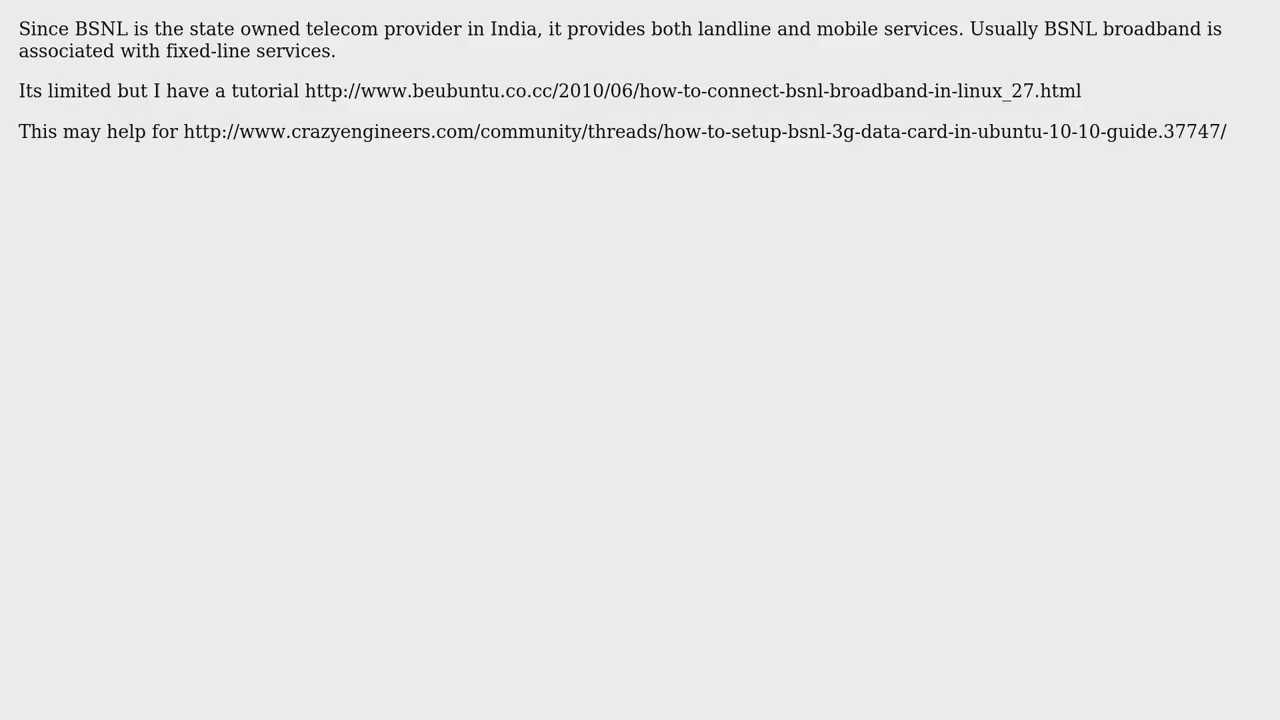 Since BSNL is the state owned telecom provider in India, it provides both landline and mobile services. Usually BSNL broadband is
associated with fixed-line services.
Its limited but I have a tutorial http://www.beubuntu.co.cc/2010/06/how-to-connect-bsnl-broadband-in-linux_27.html
This may help for http://www.crazyengineers.com/community/threads/how-to-setup-bsnl-3g-data-card-in-ubuntu-10-10-guide.37747/